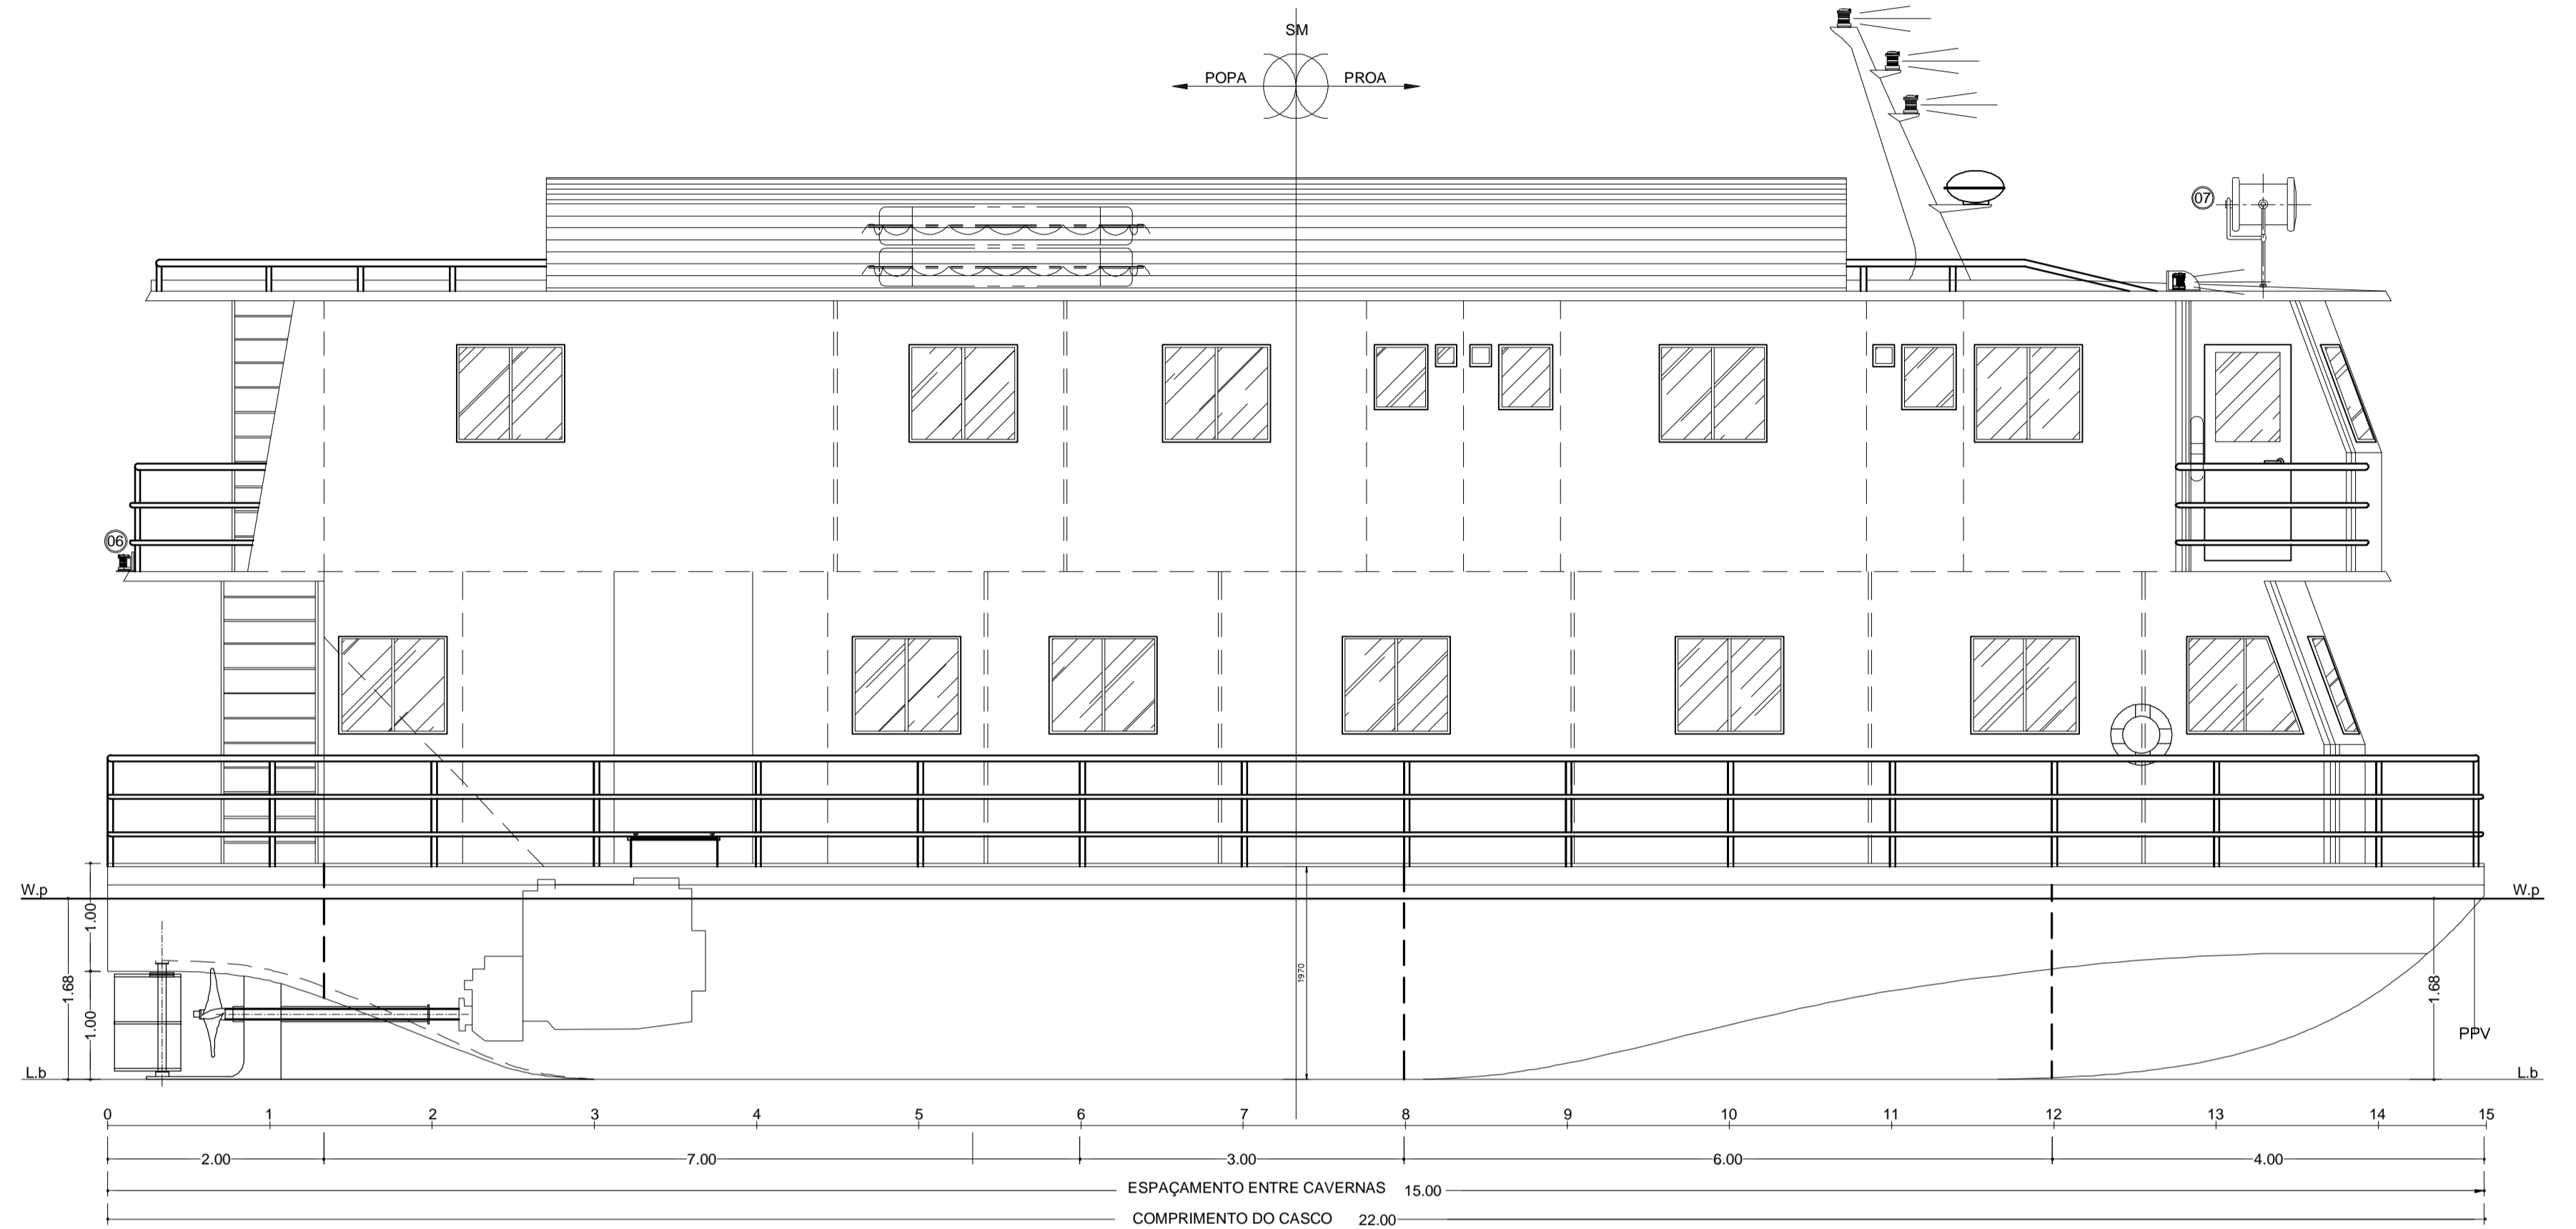 SM
POPA PROA
07
06
W.p W.p
1.00
1.68
1.00
1970
1.68
PPV
L.b L.b
0 1 2 3 4 5 6 7 8 9 10 11 12 13 14 15
2.00 7.00 3.00 6.00 4.00
ESPAÇAMENTO ENTRE CAVERNAS 15.00
COMPRIMENTO DO CASCO 22.00